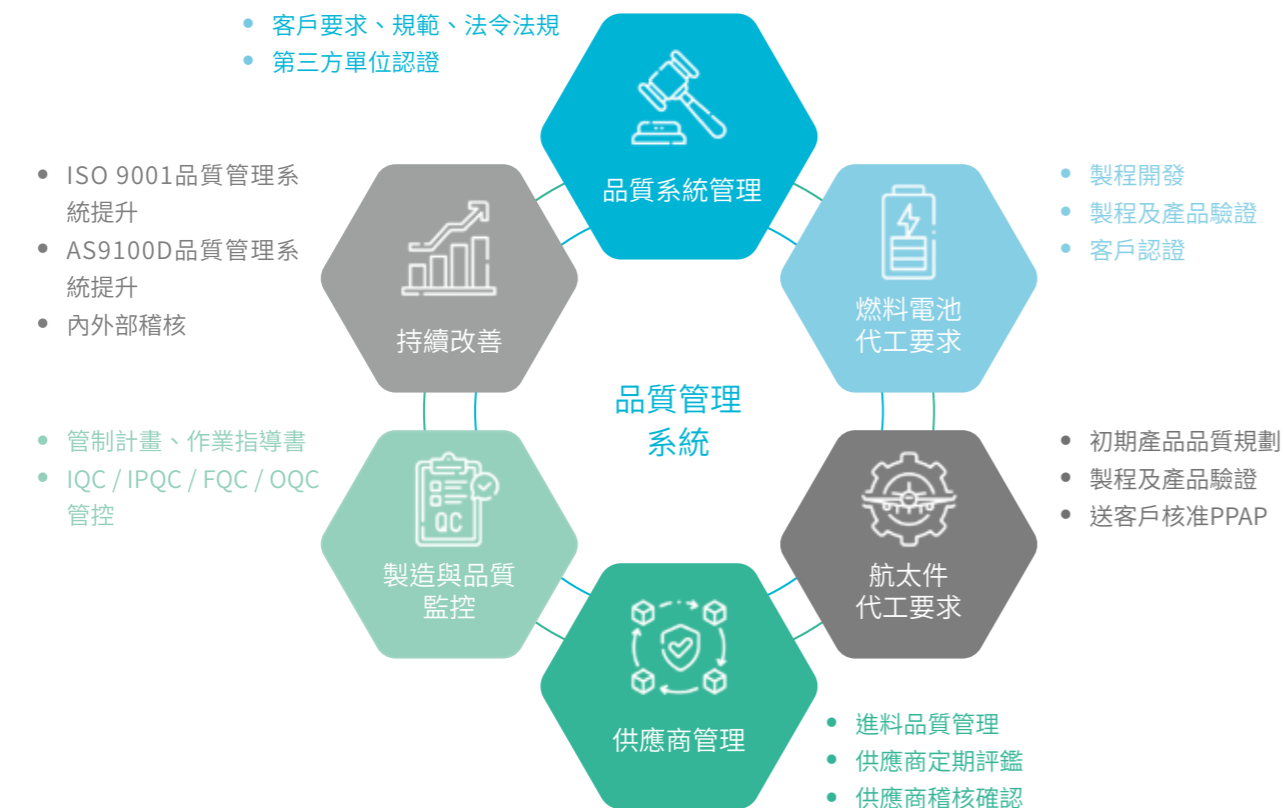 客戶要求、規範、法令法規
第三方單位認證
品質系統管理
製程開發
製程及產品驗證
客戶認證
燃料電池
代工要求
初期產品品質規劃
製程及產品驗證
送客戶核准PPAP
航太件
代工要求
進料品質管理
供應商定期評鑑
供應商稽核確認
供應商管理
管制計畫、作業指導書
IQC / IPQC / FQC / OQC
管控
QC
製造與品質
監控
ISO 9001品質管理系
統提升
AS9100D品質管理系
統提升
內外部稽核
持續改善
品質管理
系統